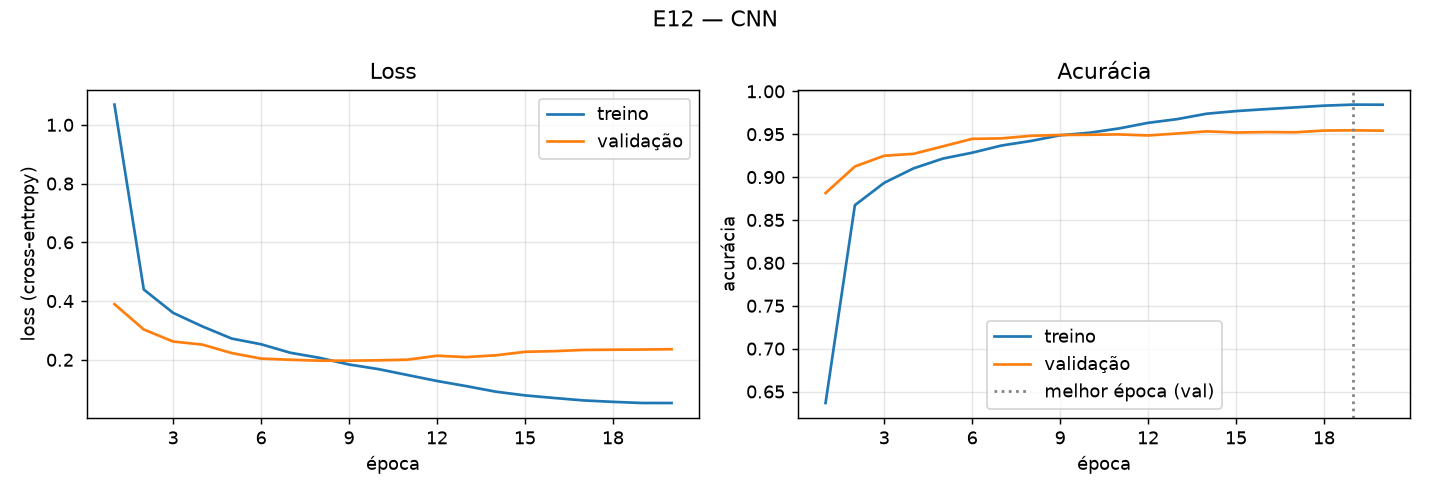 E12 — CNN
Loss
1.0
0.8
0.6
0.4
0.2
loss (cross-entropy)
treino
validação
3 6 9 12 15 18
época
Acurácia
1.00
0.95
0.90
0.85
0.80
0.75
0.70
0.65
acurácia
treino
validação
melhor época (val)
3 6 9 12 15 18
época